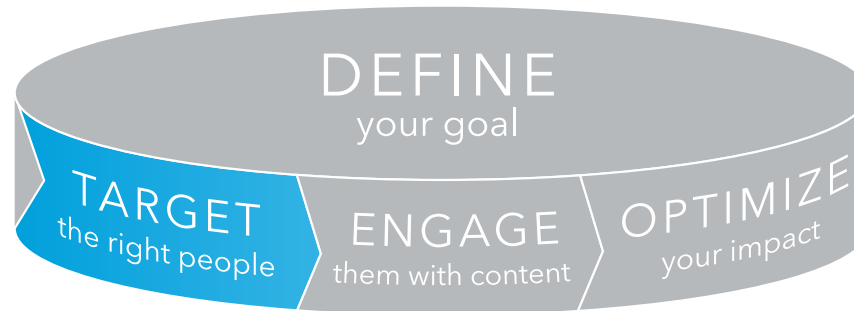 DEFINE
your goal
TARGET
the right people
ENGAGE
them with content
OPTIMIZE
your impact